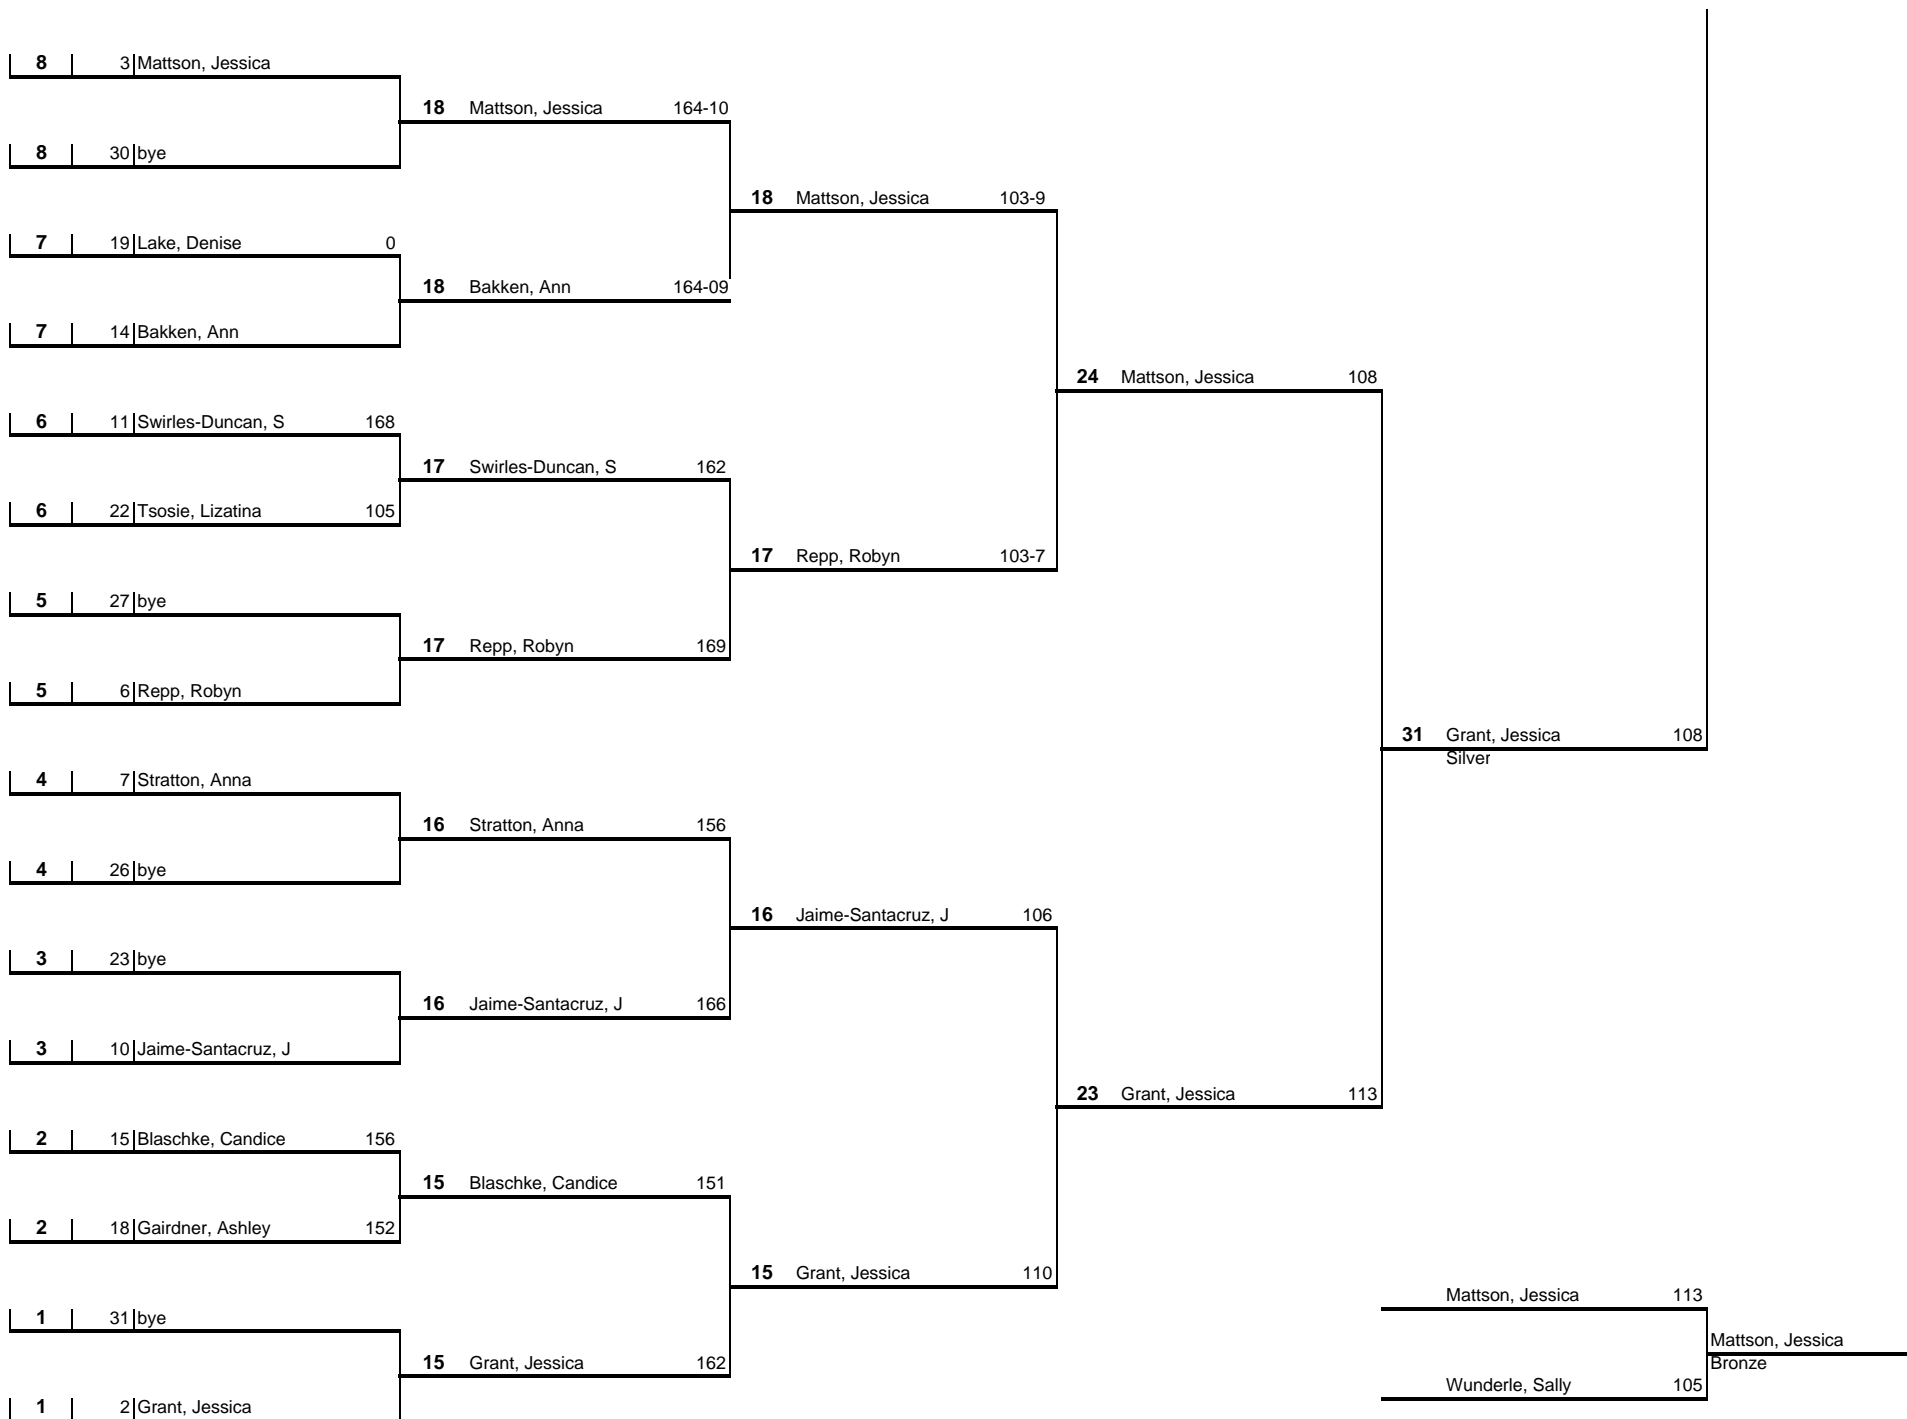 8 3 Mattson, Jessica
18 Mattson, Jessica 164-10
8 30 bye
18 Mattson, Jessica 103-9
7 19 Lake, Denise 0
18 Bakken, Ann 164-09
7 14 Bakken, Ann
24 Mattson, Jessica 108
6 11 Swirles-Duncan, S 168
17 Swirles-Duncan, S 162
6 22 Tsosie, Lizatina 105
17 Repp, Robyn 103-7
5 27 bye
17 Repp, Robyn 169
5 6 Repp, Robyn
31 Grant, Jessica 108
Silver
4 7 Stratton, Anna
16 Stratton, Anna 156
4 26 bye
16 Jaime-Santacruz, J 106
3 23 bye
16 Jaime-Santacruz, J 166
3 10 Jaime-Santacruz, J
23 Grant, Jessica 113
2 15 Blaschke, Candice 156
15 Blaschke, Candice 151
2 18 Gairdner, Ashley 152
15 Grant, Jessica 110
Mattson, Jessica 113
1 31 bye
Mattson, Jessica
15 Grant, Jessica 162
Bronze
Wunderle, Sally 105
1 2 Grant, Jessica